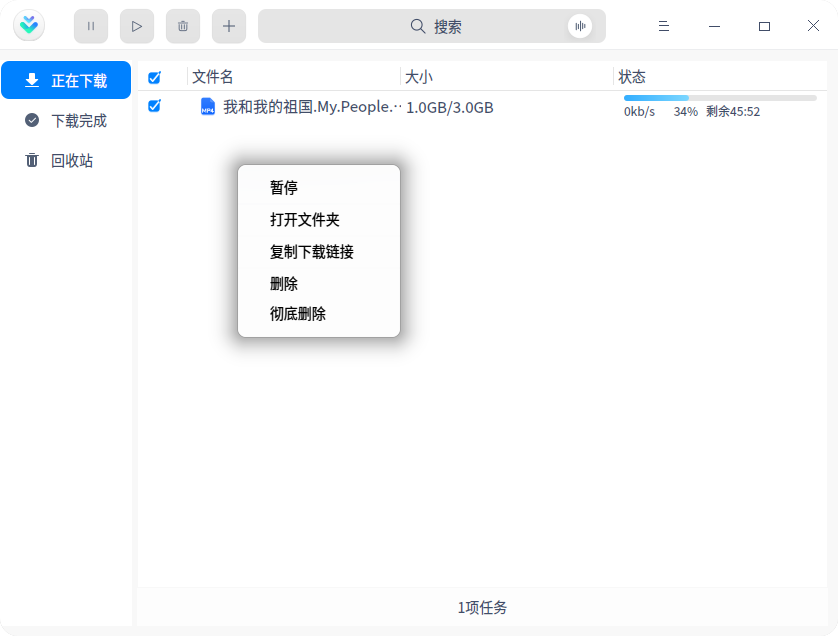 搜索
正在下载
下载完成
回收站
文件名 大小 状态
MP4 我和我的祖国.My.People.·· 1.0GB/3.0GB 0kb/s 34% 剩余45:52
暂停
打开文件夹
复制下载链接
删除
彻底删除
1项任务